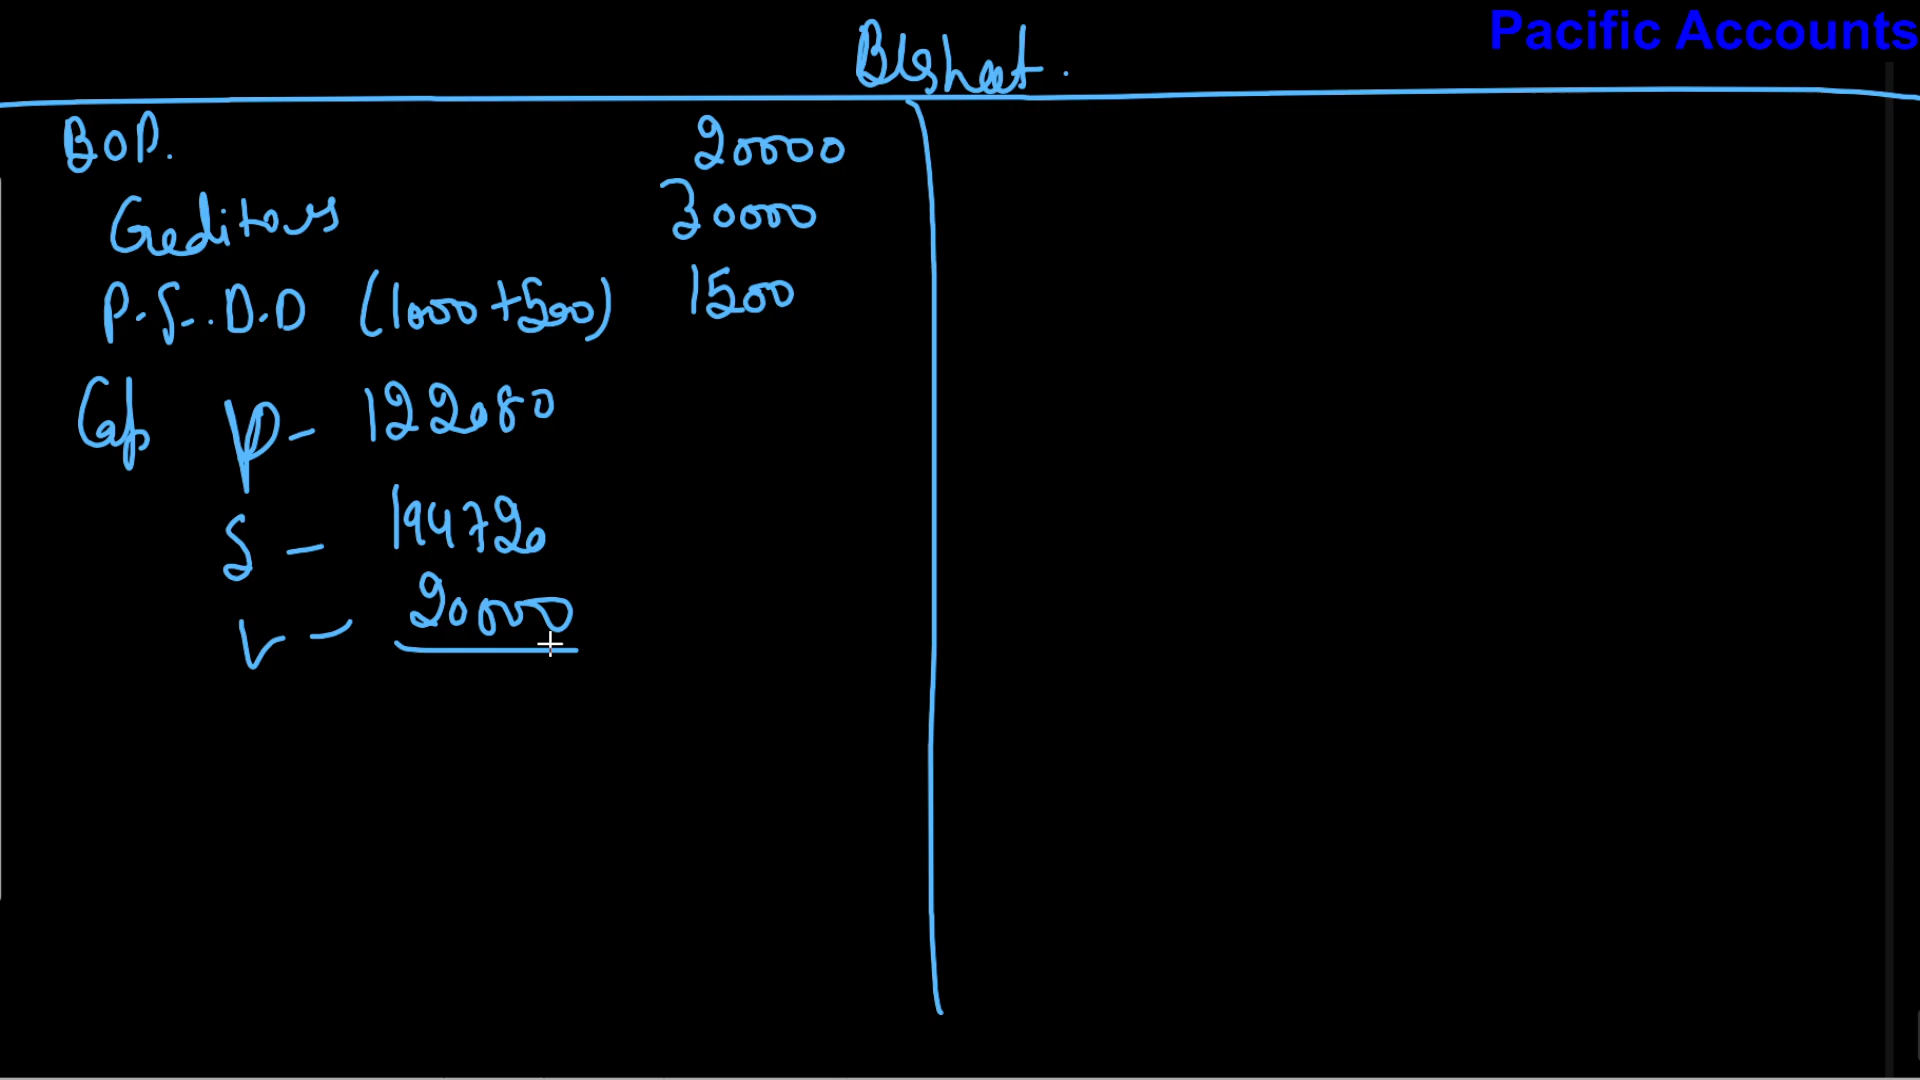 Pacific Accounts
B/Sheet.
B.O.D. 20000
Creditors 30000
P.f.. D.D (1000+500) 1500
Cap P - 122080
S - 194720
V - 20000